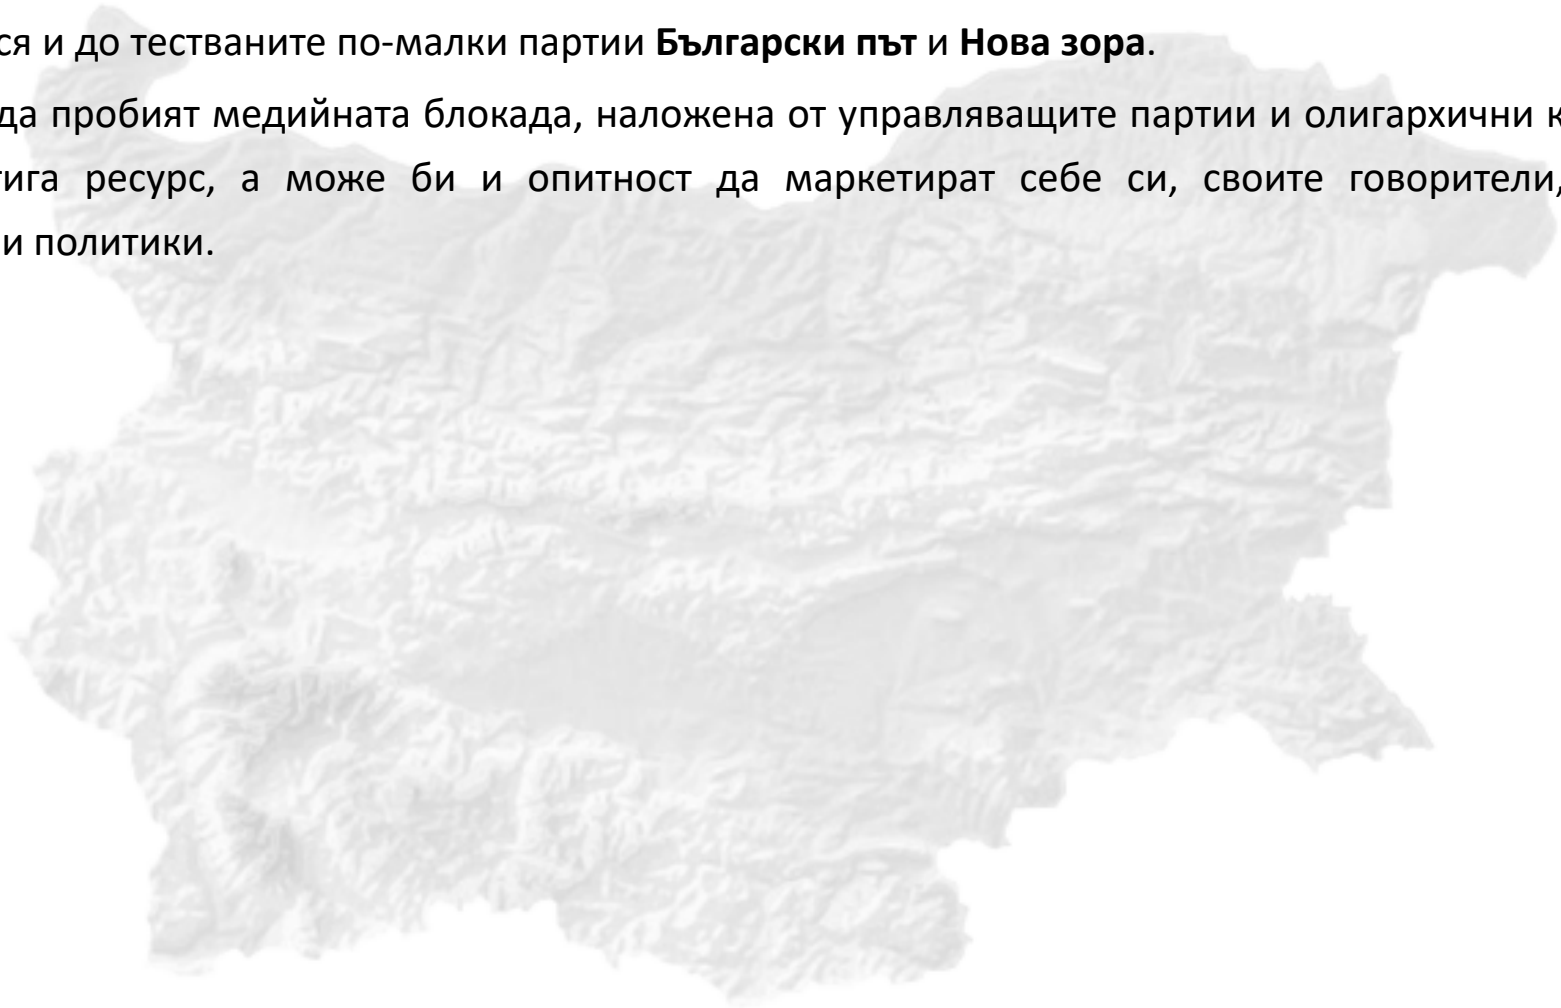 ся и до тестваните по-малки партии Български път и Нова зора.
да пробият медийната блокада, наложена от управляващите партии и олигархични к
тига ресурс, а може би и опитност да маркетират себе си, своите говорители,
и политики.